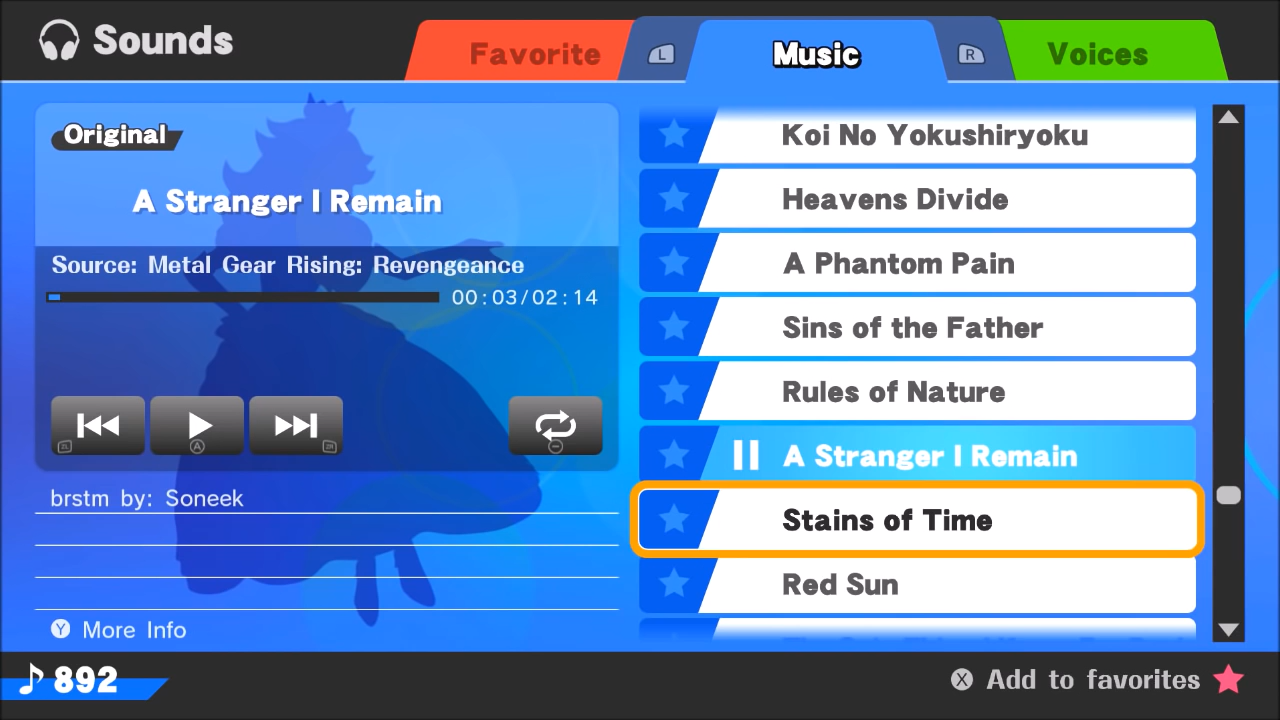 Sounds
Favorite
L
Music
R
Voices
Original
A Stranger I Remain
Source: Metal Gear Rising: Revengeance
00:03/02:14
ZL
A
ZR
brstm by: Soneek
Y More Info
Koi No Yokushiryoku
Heavens Divide
A Phantom Pain
Sins of the Father
Rules of Nature
A Stranger I Remain
Stains of Time
Red Sun
892
X Add to favorites